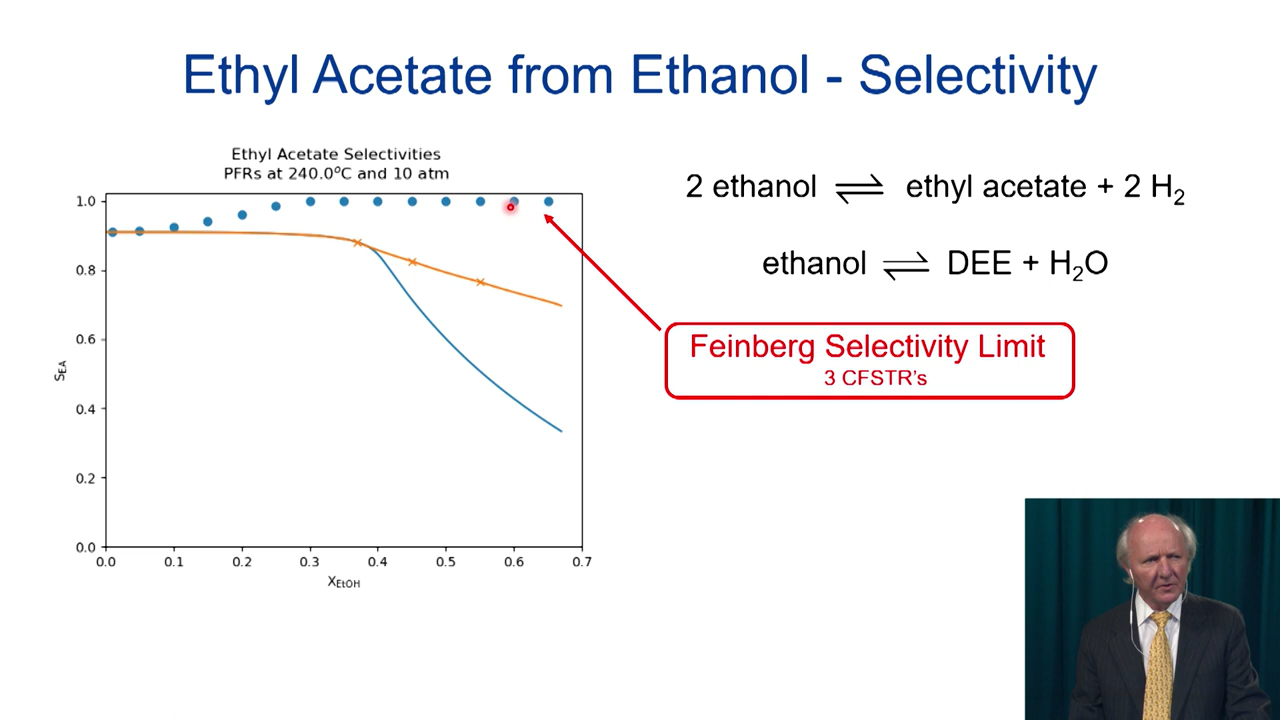 Ethyl Acetate from Ethanol - Selectivity
Ethyl Acetate Selectivities
PFRs at 240.0°C and 10 atm
1.0
0.8
0.6
0.4
0.2
0.0
S_EA
0.0 0.1 0.2 0.3 0.4 0.5 0.6 0.7
X_EtOH
2 ethanol ⇌ ethyl acetate + 2 H₂
ethanol ⇌ DEE + H₂O
Feinberg Selectivity Limit
3 CFSTR's